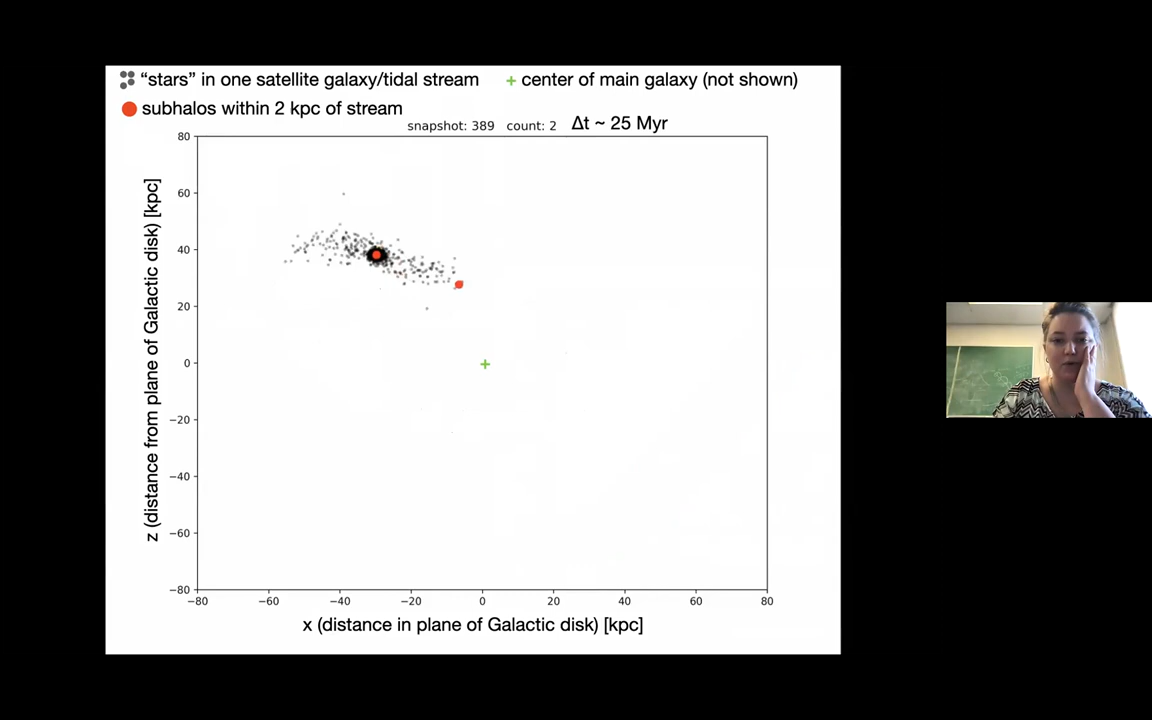 “stars” in one satellite galaxy/tidal stream + center of main galaxy (not shown)
subhalos within 2 kpc of stream
snapshot: 389 count: 2 Δt ~ 25 Myr
80
60
40
20
0
−20
−40
−60
−80
z (distance from plane of Galactic disk) [kpc]
−80 −60 −40 −20 0 20 40 60 80
x (distance in plane of Galactic disk) [kpc]